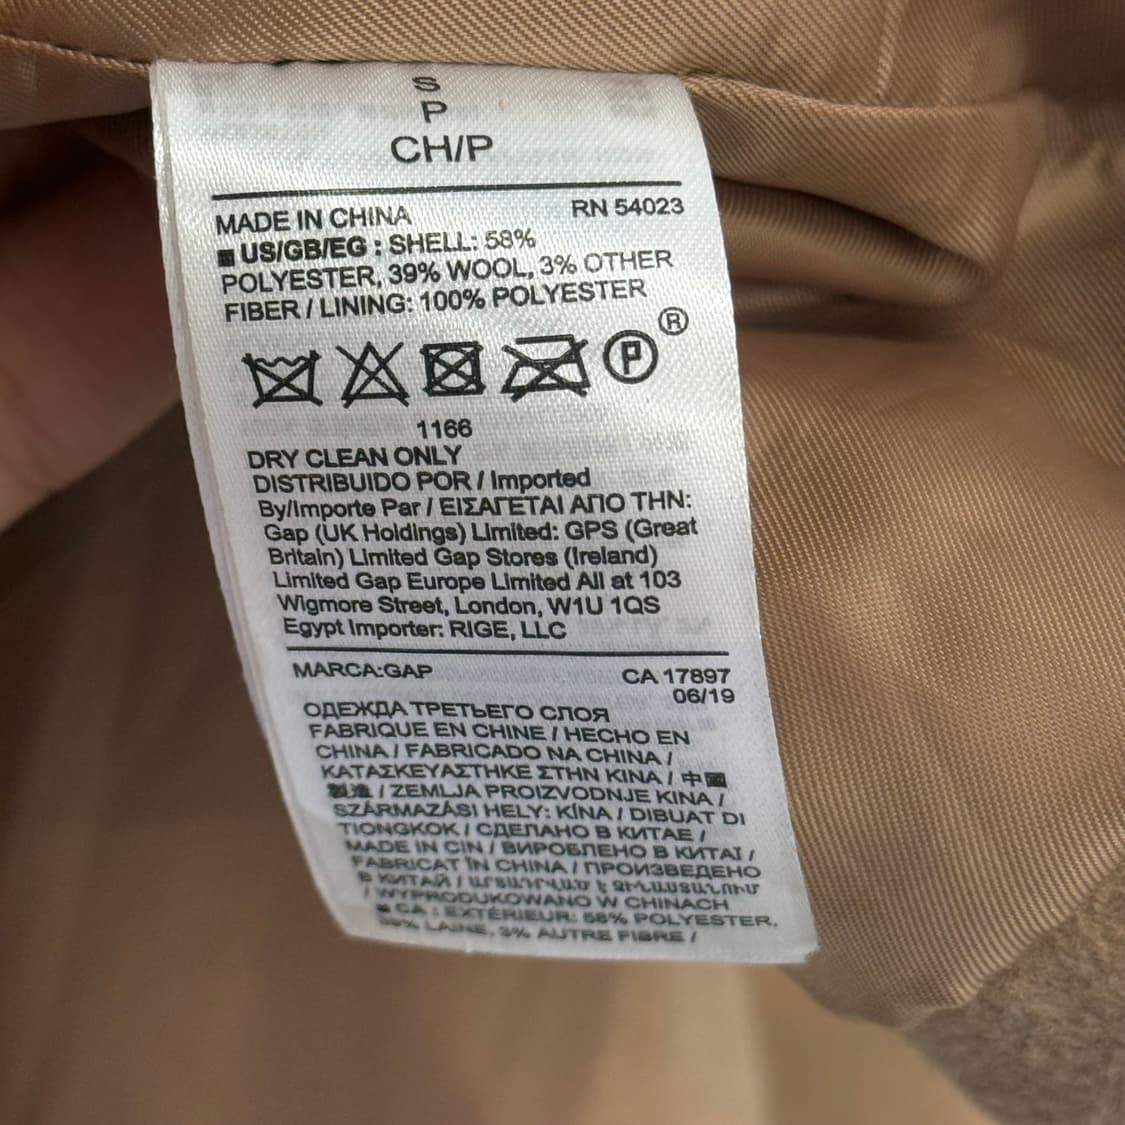 S
P
CH/P
MADE IN CHINA RN 54023
■ US/GB/EG : SHELL: 58%
POLYESTER, 39% WOOL, 3% OTHER
FIBER / LINING: 100% POLYESTER
P ®
1166
DRY CLEAN ONLY
DISTRIBUIDO POR / Imported
By/Importe Par / ΕΙΣΑΓΕΤΑΙ ΑΠΟ ΤΗΝ:
Gap (UK Holdings) Limited: GPS (Great
Britain) Limited Gap Stores (Ireland)
Limited Gap Europe Limited All at 103
Wigmore Street, London, W1U 1QS
Egypt Importer: RIGE, LLC
MARCA:GAP CA 17897
06/19
ОДЕЖДА ТРЕТЬЕГО СЛОЯ
FABRIQUE EN CHINE / HECHO EN
CHINA / FABRICADO NA CHINA /
ΚΑΤΑΣΚΕΥΑΣΤΗΚΕ ΣΤΗΝ ΚΙΝΑ / 中國
製造 / ZEMLJA PROIZVODNJE KINA /
SZÁRMAZÁSI HELY: KÍNA / DIBUAT DI
TIONGKOK / СДЕЛАНО В КИТАЕ /
MADE IN CIN / ВИРОБЛЕНО В КИТАЇ /
FABRICAT ÎN CHINA / ПРОИЗВЕДЕНО
В КИТАЙ /
/ WYPRODUKOWANO W CHINACH
■ CA : EXTÉRIEUR: 58% POLYESTER,
39% LAINE, 3% AUTRE FIBRE /